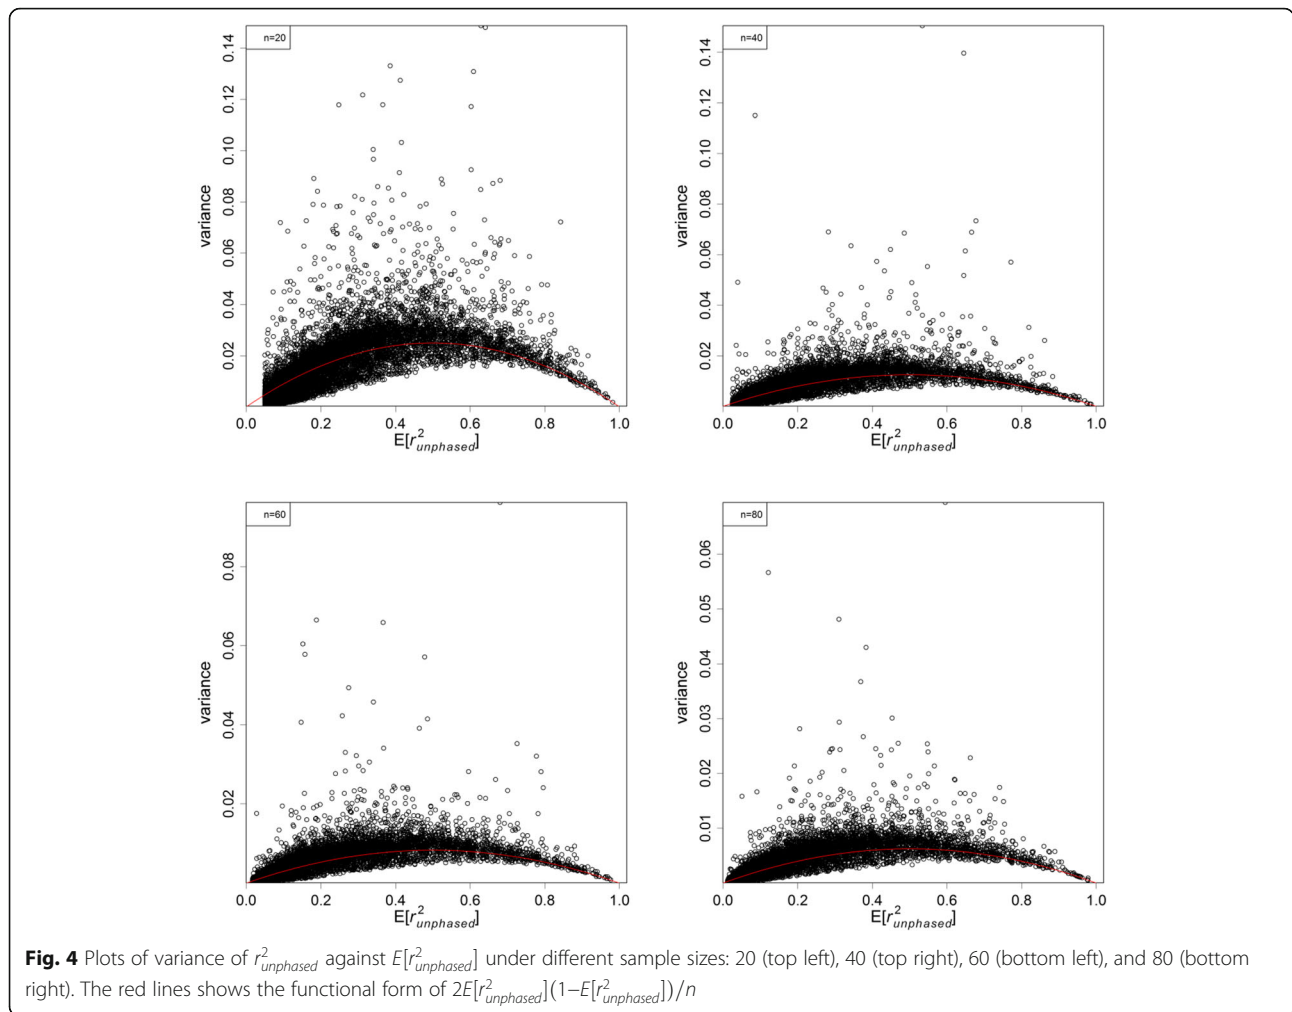 n=20
0.14
0.12
0.10
0.08
0.06
0.04
0.02
variance
0.0 0.2 0.4 0.6 0.8 1.0
E[r²unphased]
n=40
0.14
0.12
0.10
0.08
0.06
0.04
0.02
variance
0.0 0.2 0.4 0.6 0.8 1.0
E[r²unphased]
n=60
0.08
0.06
0.04
0.02
variance
0.0 0.2 0.4 0.6 0.8 1.0
E[r²unphased]
n=80
0.06
0.05
0.04
0.03
0.02
0.01
variance
0.0 0.2 0.4 0.6 0.8 1.0
E[r²unphased]
Fig. 4 Plots of variance of r²unphased against E[r²unphased] under different sample sizes: 20 (top left), 40 (top right), 60 (bottom left), and 80 (bottom
right). The red lines shows the functional form of 2E[r²unphased](1–E[r²unphased])/n